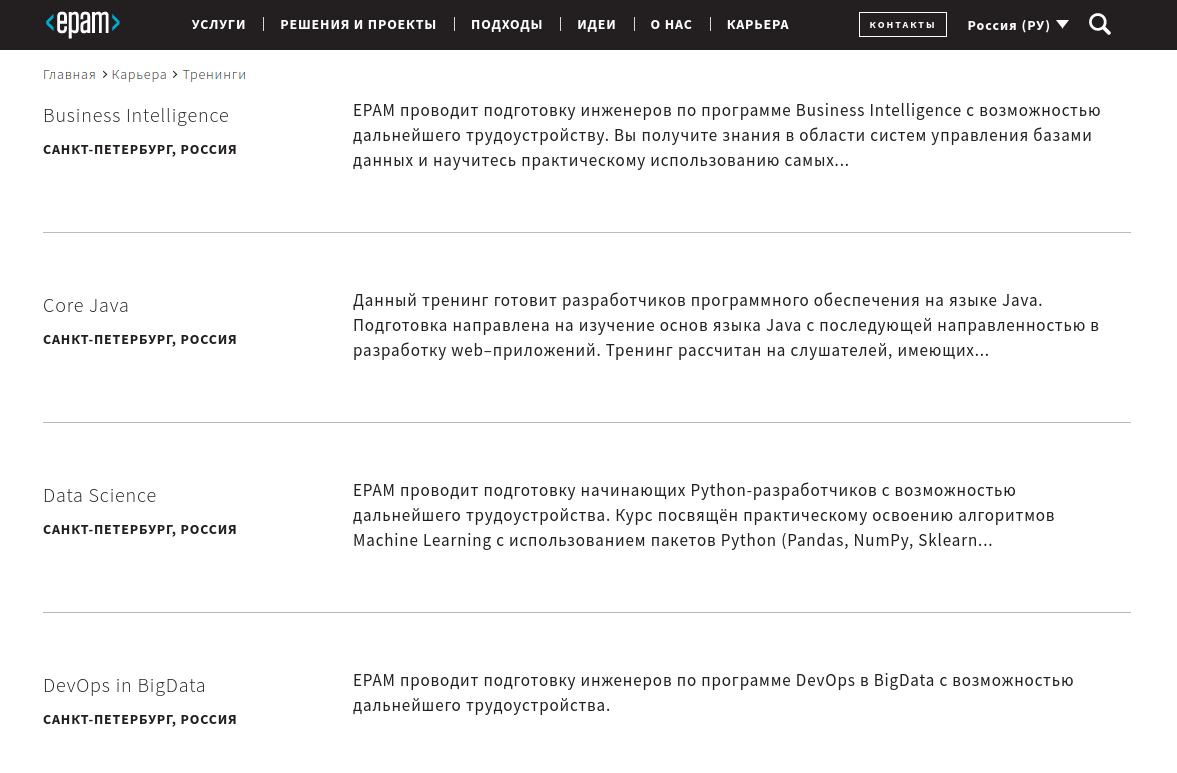 <epam>
УСЛУГИ | РЕШЕНИЯ И ПРОЕКТЫ | ПОДХОДЫ | ИДЕИ | О НАС | КАРЬЕРА
КОНТАКТЫ
Россия (РУ)
Главная > Карьера > Тренинги
Business Intelligence
САНКТ-ПЕТЕРБУРГ, РОССИЯ
EPAM проводит подготовку инженеров по программе Business Intelligence с возможностью
дальнейшего трудоустройству. Вы получите знания в области систем управления базами
данных и научитесь практическому использованию самых...
Core Java
САНКТ-ПЕТЕРБУРГ, РОССИЯ
Данный тренинг готовит разработчиков программного обеспечения на языке Java.
Подготовка направлена на изучение основ языка Java с последующей направленностью в
разработку web–приложений. Тренинг рассчитан на слушателей, имеющих...
Data Science
САНКТ-ПЕТЕРБУРГ, РОССИЯ
EPAM проводит подготовку начинающих Python-разработчиков с возможностью
дальнейшего трудоустройства. Курс посвящён практическому освоению алгоритмов
Machine Learning с использованием пакетов Python (Pandas, NumPy, Sklearn...
DevOps in BigData
САНКТ-ПЕТЕРБУРГ, РОССИЯ
EPAM проводит подготовку инженеров по программе DevOps в BigData с возможностью
дальнейшего трудоустройства.